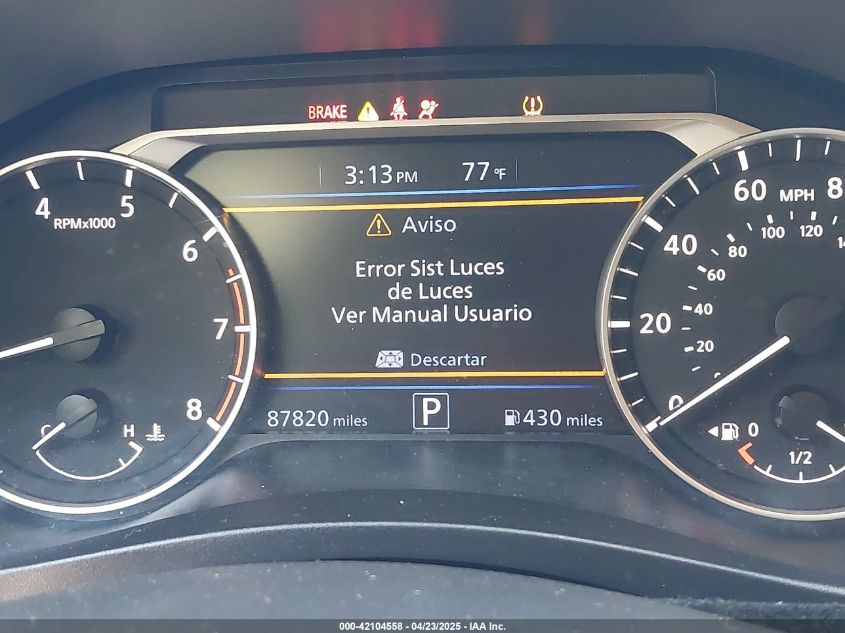 BRAKE
3:13 PM 77 °F
4 5 6 7 8
RPMx1000
Aviso
Error Sist Luces
de Luces
Ver Manual Usuario
Descartar
87820 miles P 430 miles
C H
0 20 40 60 8
MPH
20 40 60 80 100 120
0 1/2
000-42104558 - 04/23/2025 - IAA Inc.